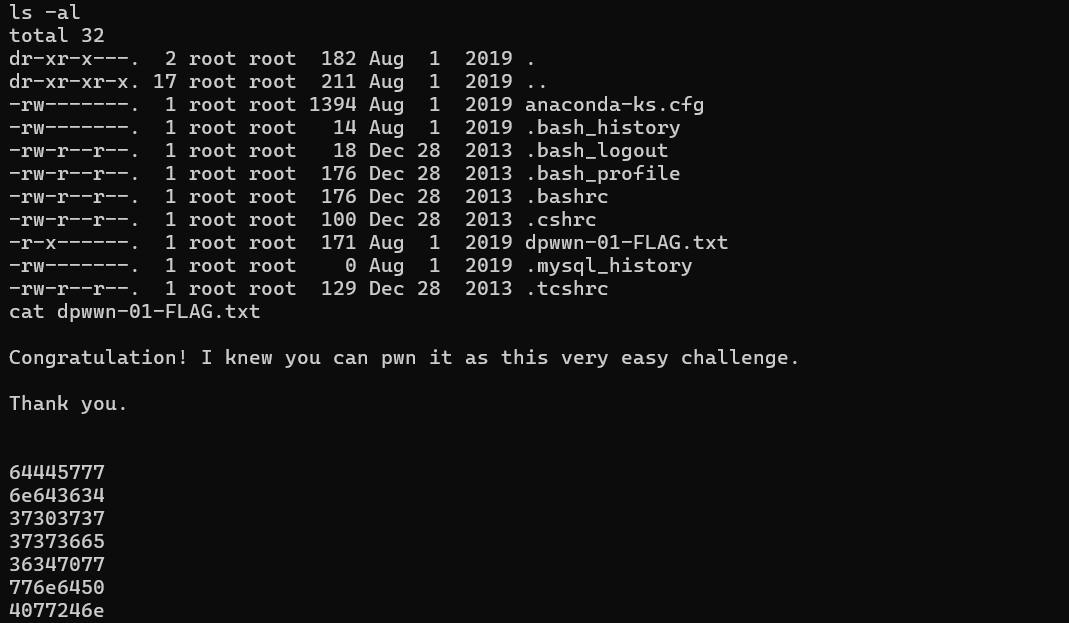 ls -al
total 32
dr-xr-x---.  2 root root  182 Aug  1  2019 .
dr-xr-xr-x. 17 root root  211 Aug  1  2019 ..
-rw-------.  1 root root 1394 Aug  1  2019 anaconda-ks.cfg
-rw-------.  1 root root   14 Aug  1  2019 .bash_history
-rw-r--r--.  1 root root   18 Dec 28  2013 .bash_logout
-rw-r--r--.  1 root root  176 Dec 28  2013 .bash_profile
-rw-r--r--.  1 root root  176 Dec 28  2013 .bashrc
-rw-r--r--.  1 root root  100 Dec 28  2013 .cshrc
-r-x------.  1 root root  171 Aug  1  2019 dpwwn-01-FLAG.txt
-rw-------.  1 root root    0 Aug  1  2019 .mysql_history
-rw-r--r--.  1 root root  129 Dec 28  2013 .tcshrc
cat dpwwn-01-FLAG.txt
Congratulation! I knew you can pwn it as this very easy challenge.
Thank you.
64445777
6e643634
37303737
37373665
36347077
776e6450
4077246e